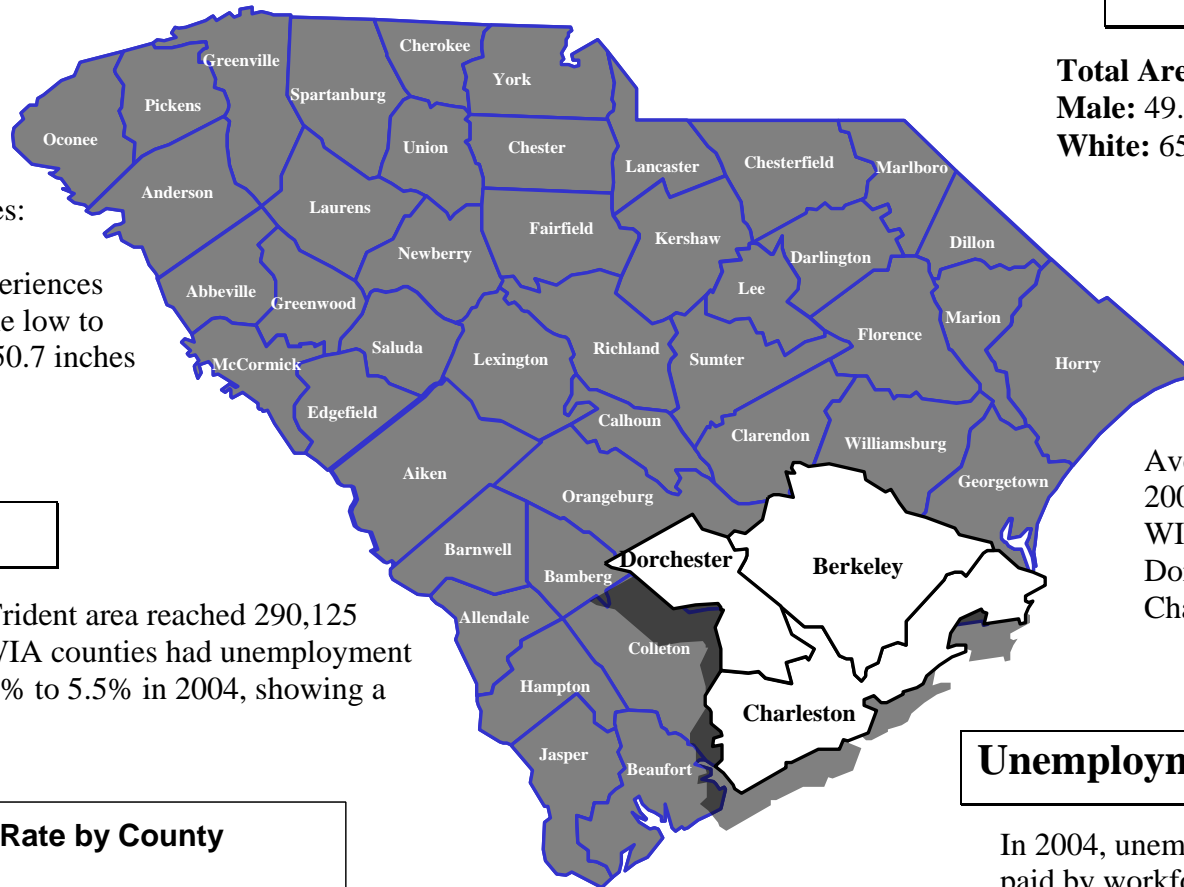 Total Are
Male: 49.
White: 65
es:
eriences
e low to
50.7 inches
Cherokee
Greenville
York
Spartanburg
Pickens
Oconee
Union
Chester
Lancaster
Chesterfield
Marlboro
Anderson
Laurens
Fairfield
Kershaw
Dillon
Newberry
Darlington
Abbeville
Greenwood
Lee
Marion
Florence
Saluda
Lexington
Richland
Sumter
McCormick
Horry
Edgefield
Calhoun
Clarendon
Williamsburg
Aiken
Georgetown
Orangeburg
Barnwell
Dorchester
Berkeley
Bamberg
Allendale
Colleton
Hampton
Charleston
Jasper
Beaufort
Ave
200
WI
Dor
Cha
Trident area reached 290,125
VIA counties had unemployment
% to 5.5% in 2004, showing a
Rate by County
Unemploym
In 2004, unem
paid by workfo